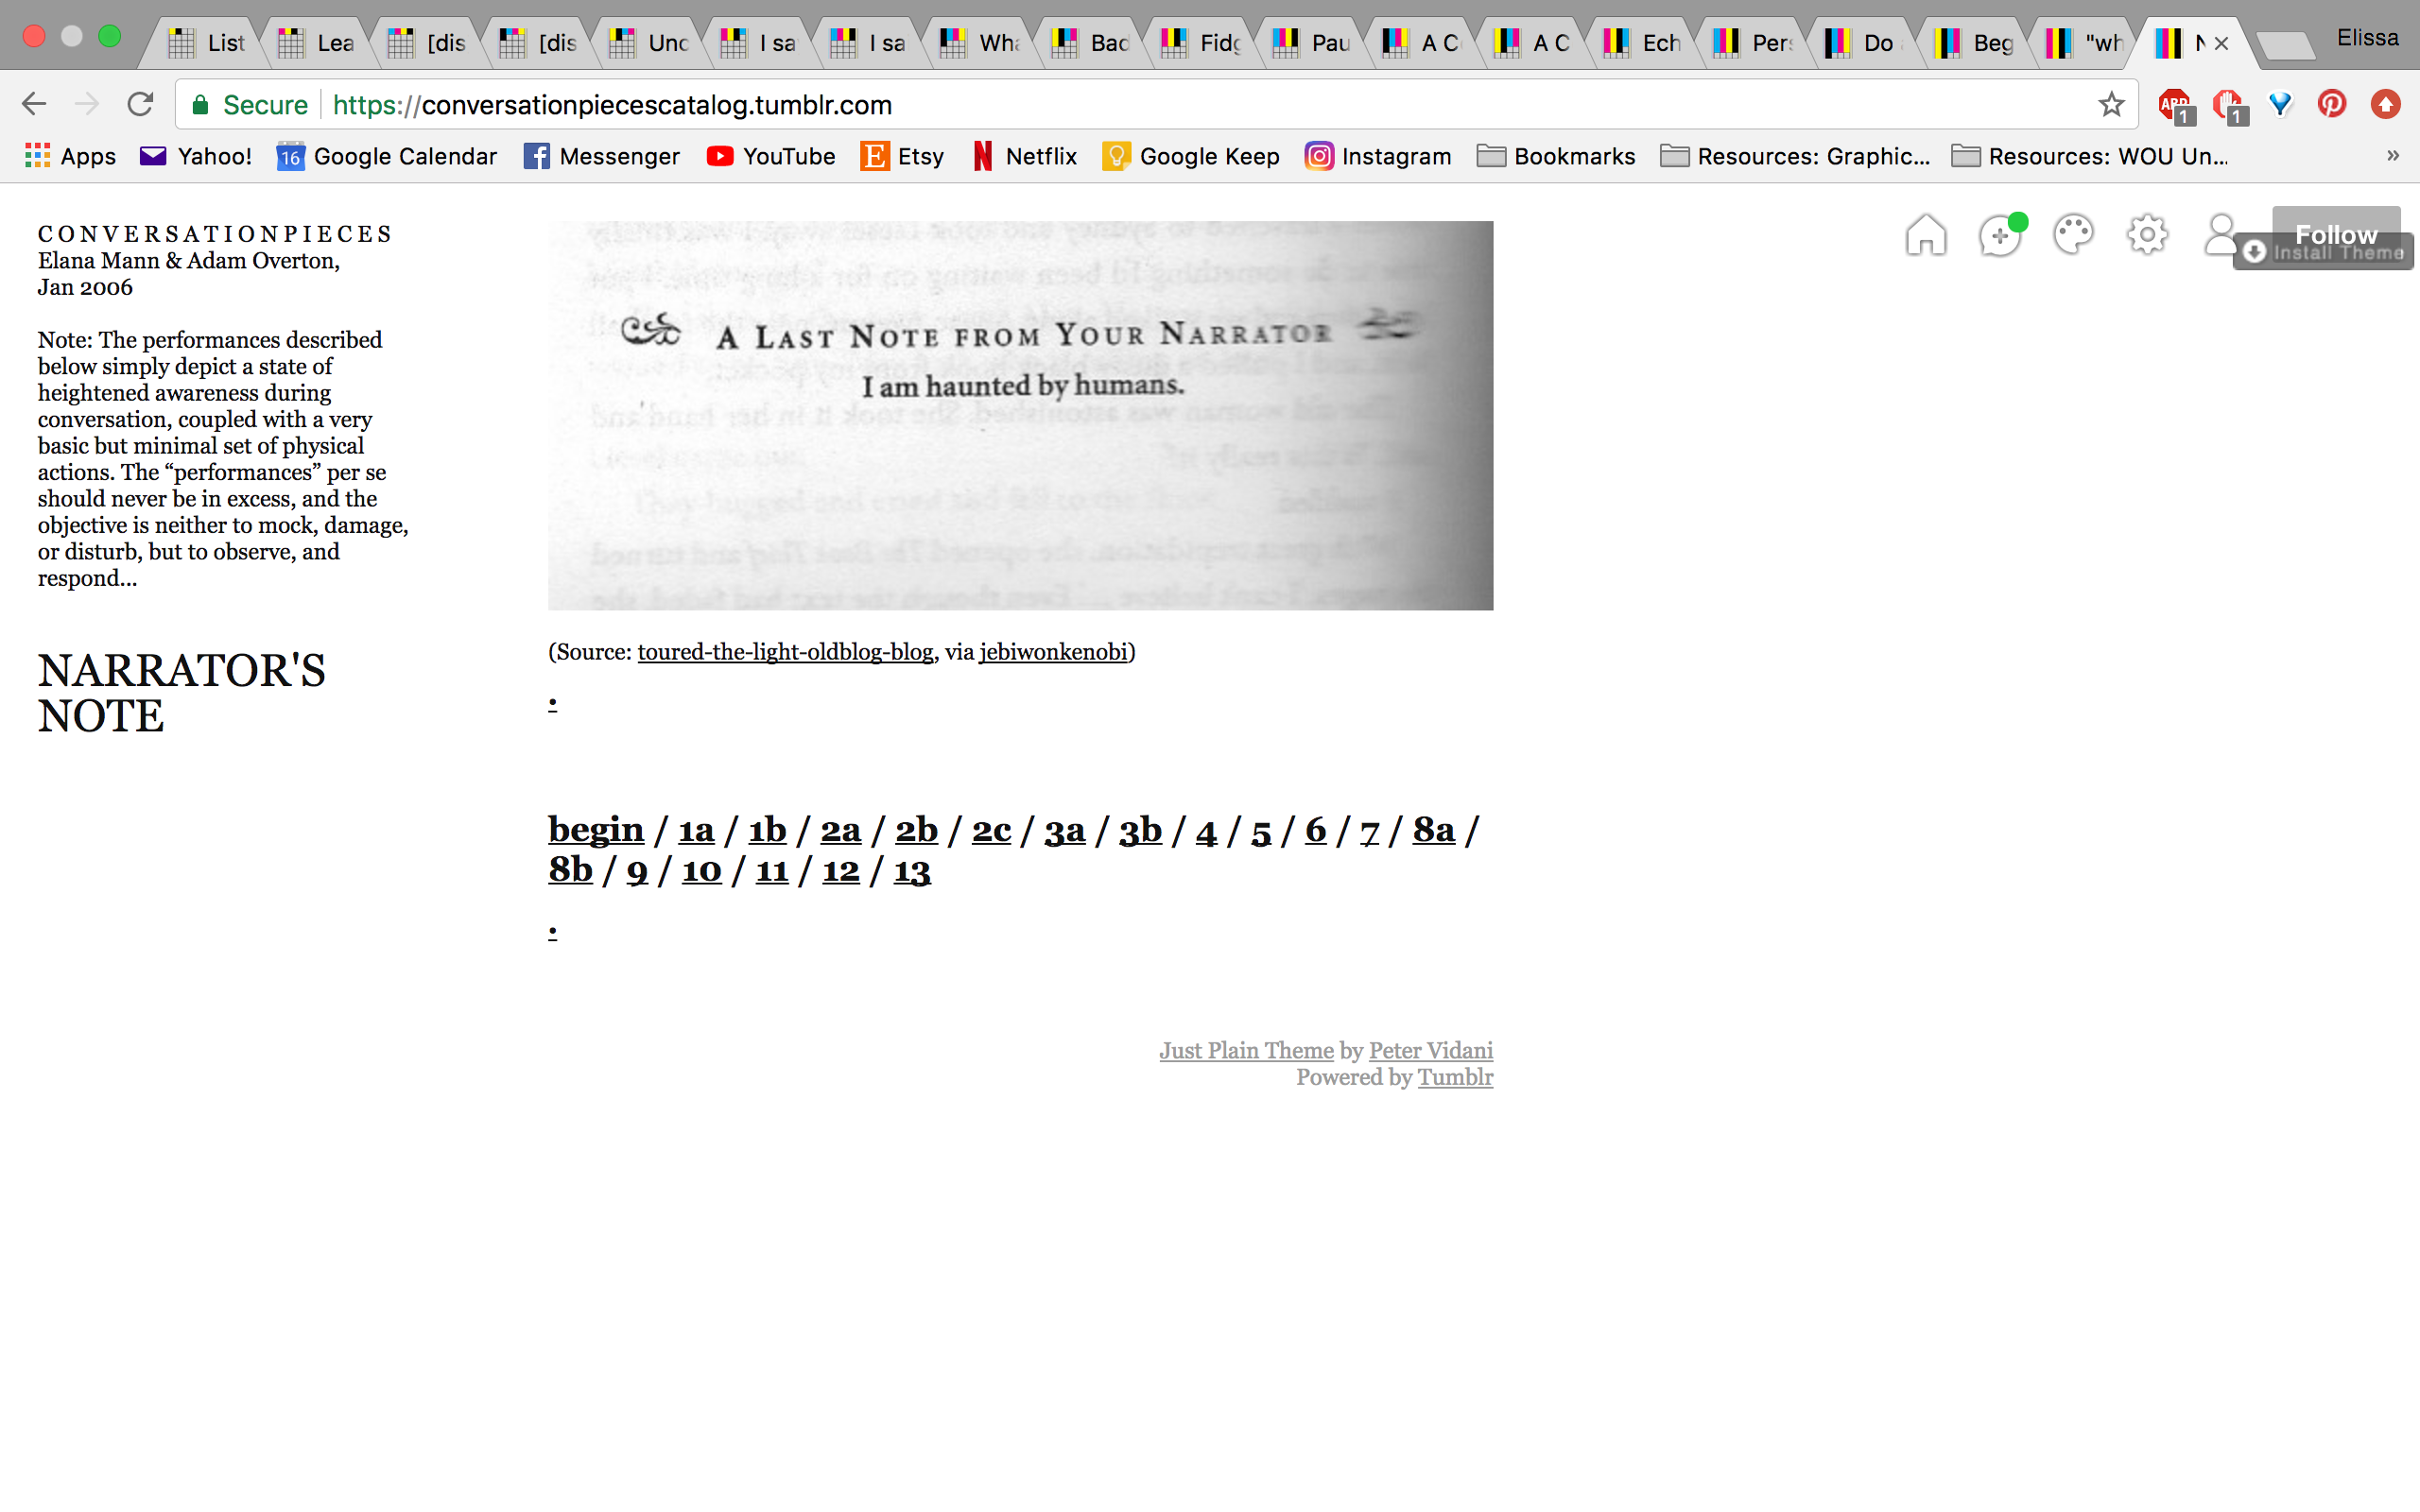 List
Lea
[dis
[dis
Unc
I sa
I sa
Wha
Bad
Fidg
Pau
A C
A C
Ech
Pers
Do
Beg
"wh
N
Elissa
Secure
https://conversationpiecescatalog.tumblr.com
ABP 1
1
Apps
Yahoo!
16 Google Calendar
Messenger
YouTube
Etsy
Netflix
Google Keep
Instagram
Bookmarks
Resources: Graphic...
Resources: WOU Un...
»
CONVERSATIONPIECES
Elana Mann & Adam Overton,
Jan 2006
Note: The performances described
below simply depict a state of
heightened awareness during
conversation, coupled with a very
basic but minimal set of physical
actions. The “performances” per se
should never be in excess, and the
objective is neither to mock, damage,
or disturb, but to observe, and
respond...
NARRATOR'S
NOTE
A LAST NOTE FROM YOUR NARRATOR
I am haunted by humans.
(Source: toured-the-light-oldblog-blog, via jebiwonkenobi)
.
begin / 1a / 1b / 2a / 2b / 2c / 3a / 3b / 4 / 5 / 6 / 7 / 8a /
8b / 9 / 10 / 11 / 12 / 13
.
Follow
Install Theme
Just Plain Theme by Peter Vidani
Powered by Tumblr